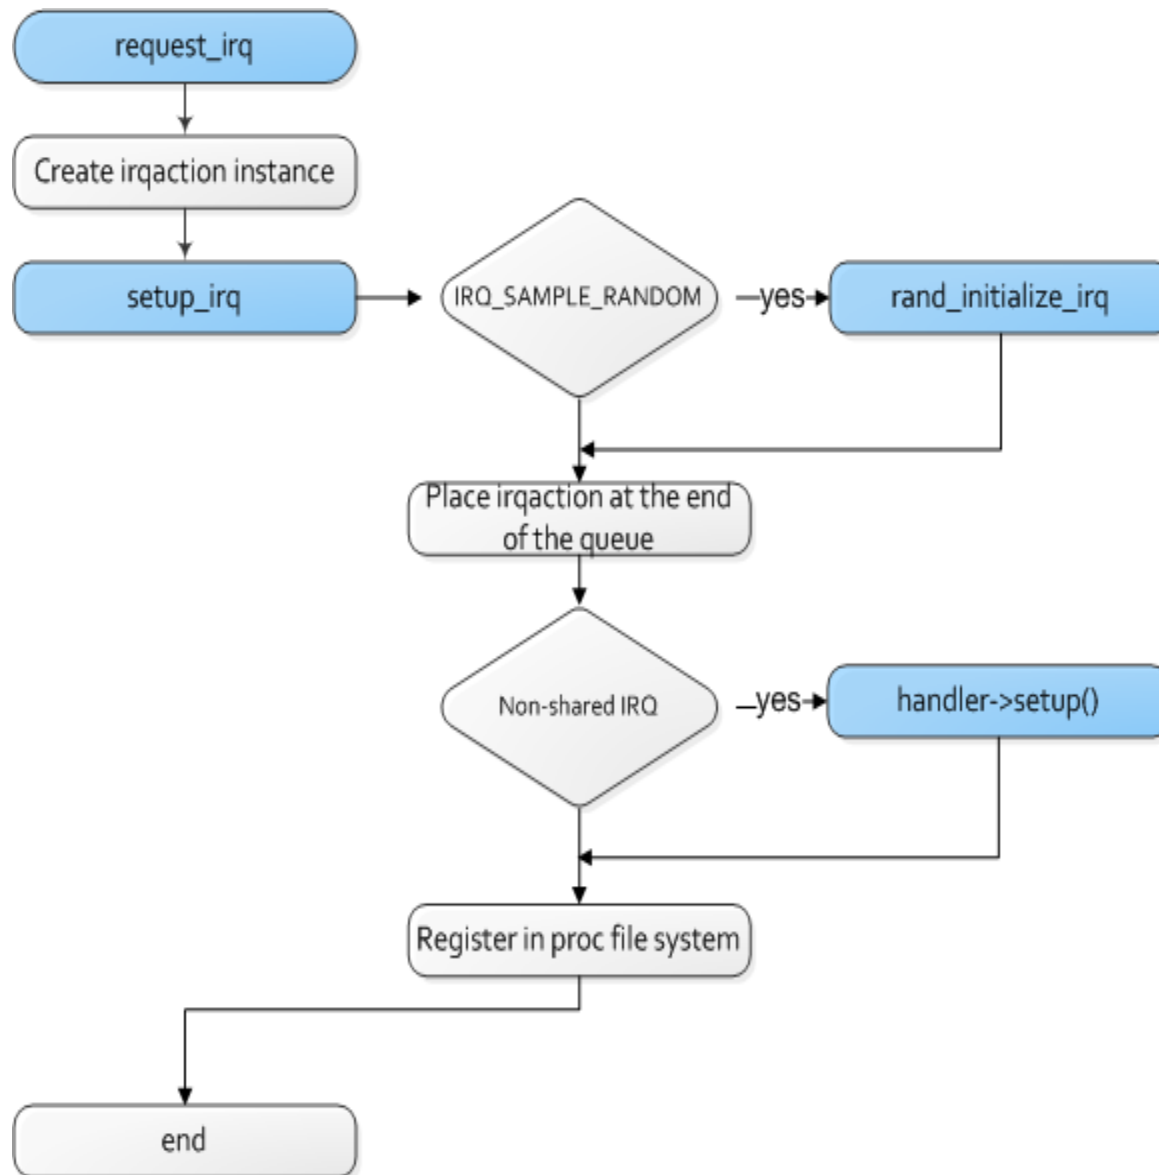 request_irq
Create irqaction instance
setup_irq
IRQ_SAMPLE_RANDOM
yes
rand_initialize_irq
Place irqaction at the end
of the queue
Non-shared IRQ
yes
handler->setup()
Register in proc file system
end